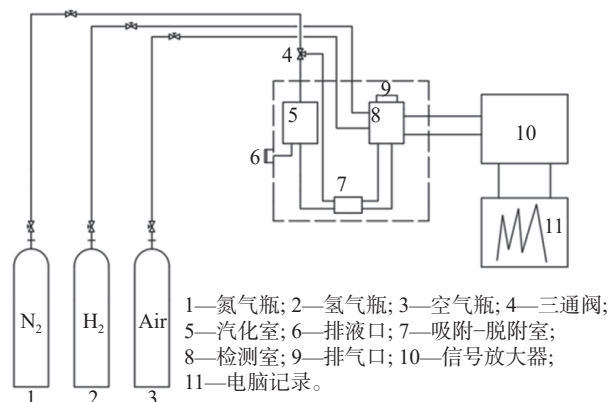 4
9
5
8
10
6
7
11
N₂
H₂
Air
1
2
3
1—氮气瓶; 2—氢气瓶; 3—空气瓶; 4—三通阀;
5—汽化室; 6—排液口; 7—吸附-脱附室;
8—检测室; 9—排气口; 10—信号放大器;
11—电脑记录。